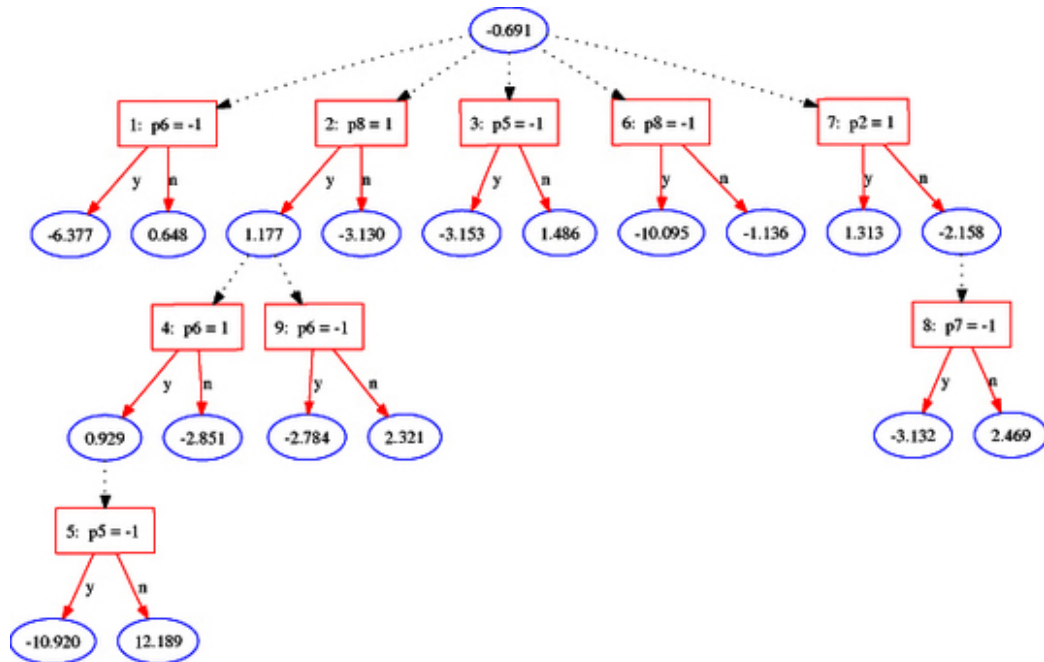 -0.691
1: p6 = -1
2: p8 = 1
3: p5 = -1
6: p8 = -1
7: p2 = 1
y
n
y
n
y
n
y
n
y
n
-6.377
0.648
1.177
-3.130
-3.153
1.486
-10.095
-1.136
1.313
-2.158
4: p6 = 1
9: p6 = -1
8: p7 = -1
y
n
y
n
y
n
0.929
-2.851
-2.784
2.321
-3.132
2.469
5: p5 = -1
y
n
-10.920
12.189